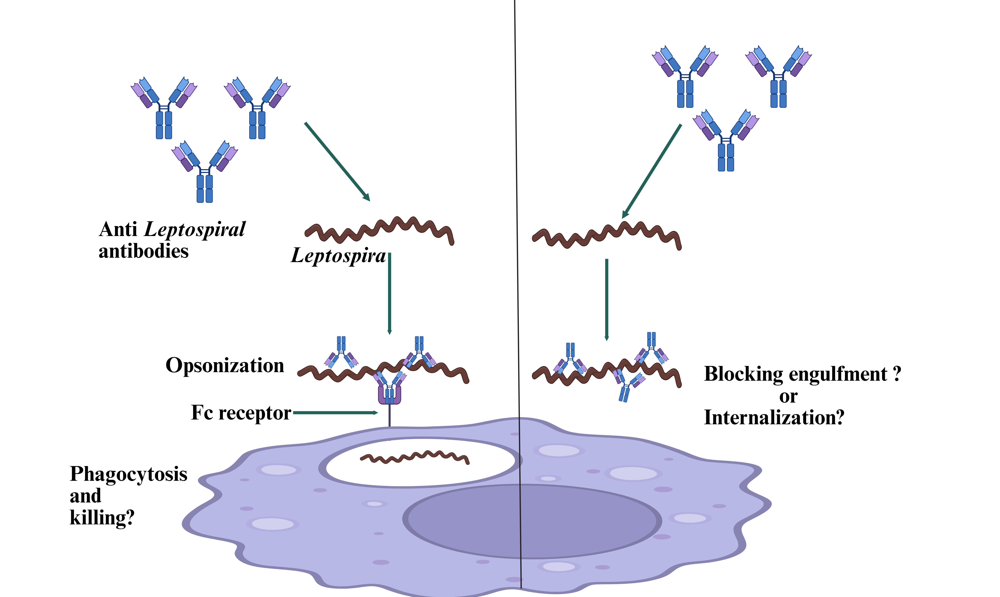 Anti Leptospiral
antibodies
Leptospira
Opsonization
Fc receptor
Phagocytosis
and
killing?
Blocking engulfment ?
or
Internalization?